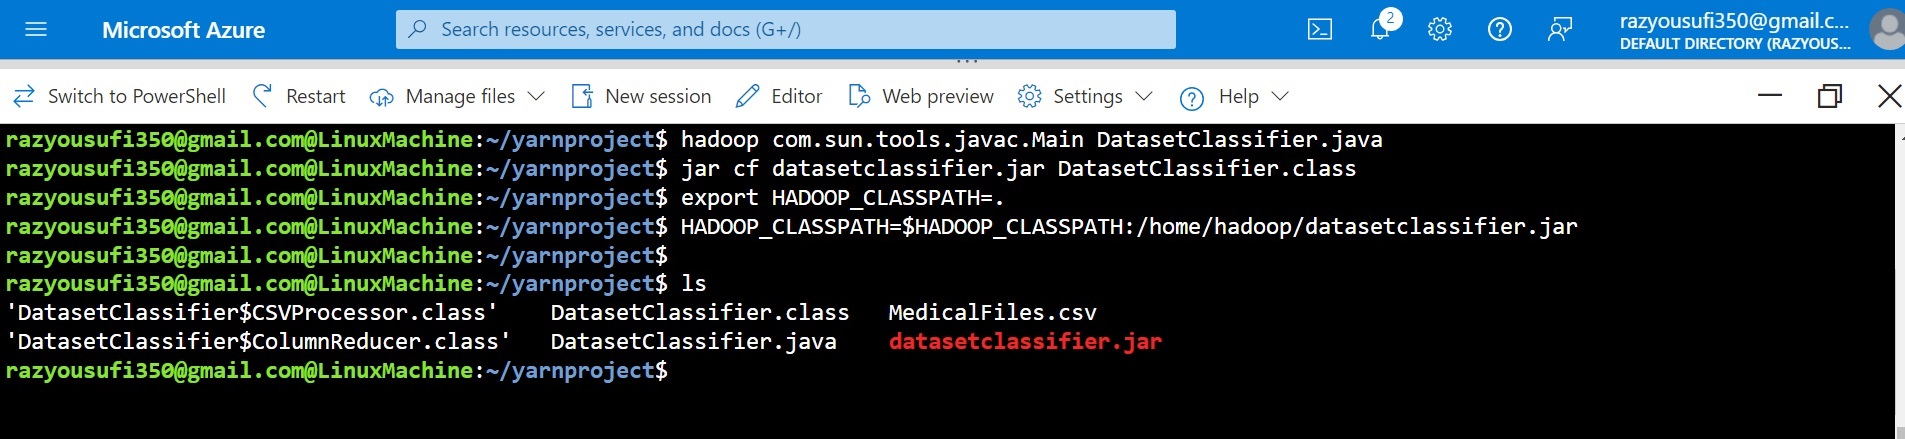 Microsoft Azure
Search resources, services, and docs (G+/)
2
razyousufi350@gmail.c...
DEFAULT DIRECTORY (RAZYOUS...
Switch to PowerShell Restart Manage files New session Editor Web preview Settings Help
razyousufi350@gmail.com@LinuxMachine:~/yarnproject$ hadoop com.sun.tools.javac.Main DatasetClassifier.java
razyousufi350@gmail.com@LinuxMachine:~/yarnproject$ jar cf datasetclassifier.jar DatasetClassifier.class
razyousufi350@gmail.com@LinuxMachine:~/yarnproject$ export HADOOP_CLASSPATH=.
razyousufi350@gmail.com@LinuxMachine:~/yarnproject$ HADOOP_CLASSPATH=$HADOOP_CLASSPATH:/home/hadoop/datasetclassifier.jar
razyousufi350@gmail.com@LinuxMachine:~/yarnproject$
razyousufi350@gmail.com@LinuxMachine:~/yarnproject$ ls
'DatasetClassifier$CSVProcessor.class' DatasetClassifier.class MedicalFiles.csv
'DatasetClassifier$ColumnReducer.class' DatasetClassifier.java datasetclassifier.jar
razyousufi350@gmail.com@LinuxMachine:~/yarnproject$